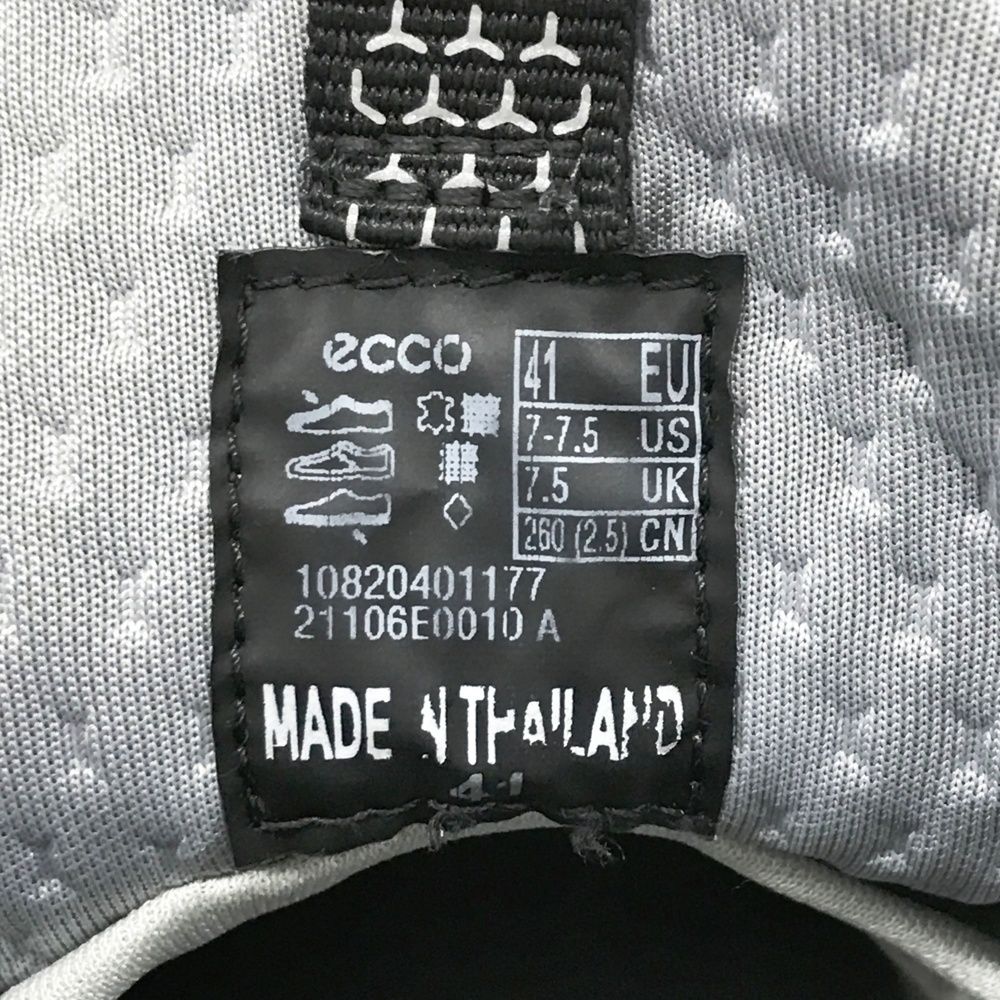 ecco
41 EU
7-7.5 US
7.5 UK
260 (2.5) CN
10820401177
21106E0010 A
MADE IN THAILAND
41